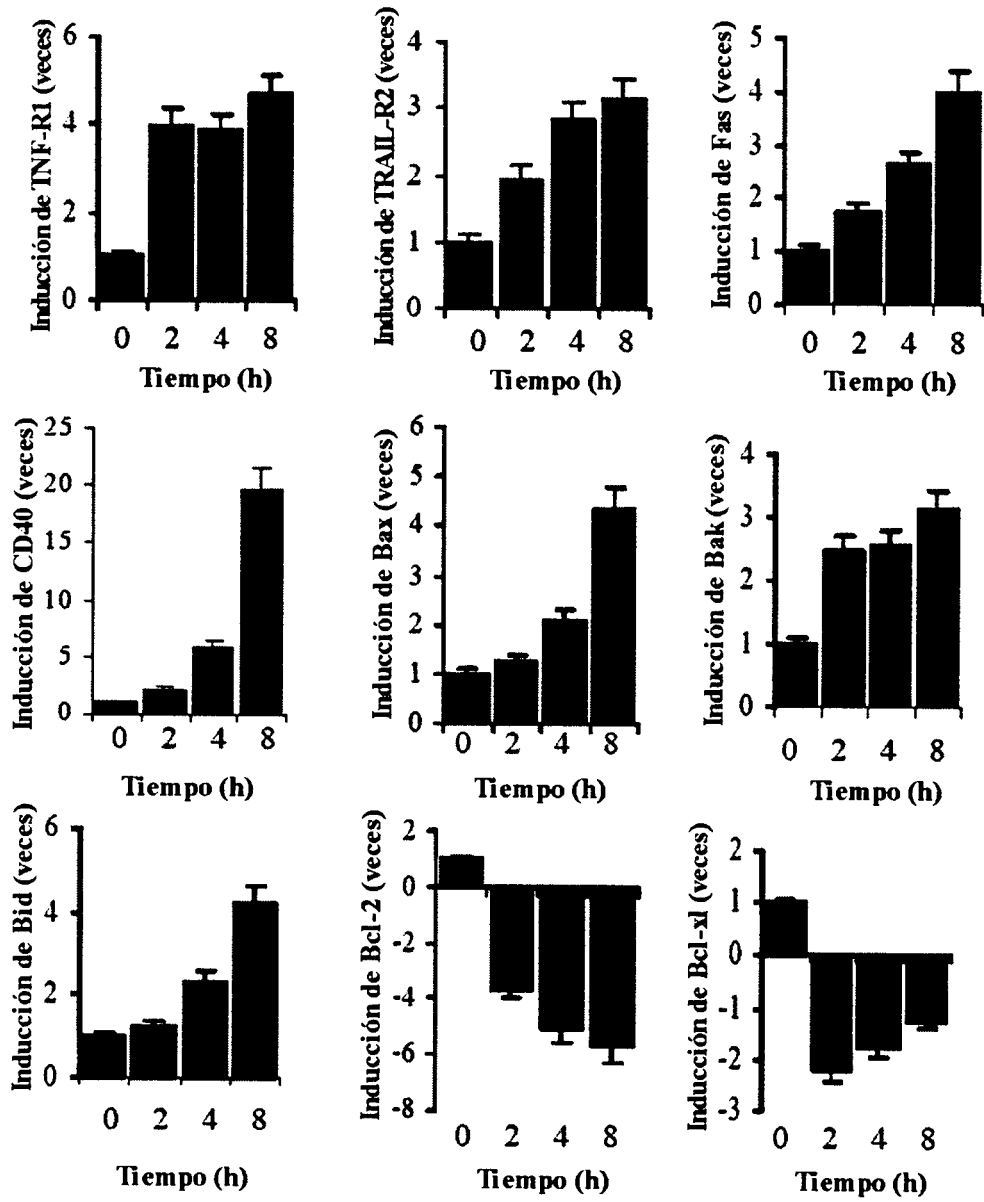 Inducción de TNF-R1 (veces)
6
4
2
0
0 2 4 8
Tiempo (h)
Inducción de TRAIL-R2 (veces)
4
3
2
1
0
0 2 4 8
Tiempo (h)
Inducción de Fas (veces)
5
4
3
2
1
0
0 2 4 8
Tiempo (h)
Inducción de CD40 (veces)
25
20
15
10
5
0
0 2 4 8
Tiempo (h)
Inducción de Bax (veces)
6
5
4
3
2
1
0
0 2 4 8
Tiempo (h)
Inducción de Bak (veces)
4
3
2
1
0
0 2 4 8
Tiempo (h)
Inducción de Bid (veces)
6
4
2
0
0 2 4 8
Tiempo (h)
Inducción de Bcl-2 (veces)
2
0
-2
-4
-6
-8
0 2 4 8
Tiempo (h)
Inducción de Bcl-xl (veces)
2
1
0
-1
-2
-3
0 2 4 8
Tiempo (h)